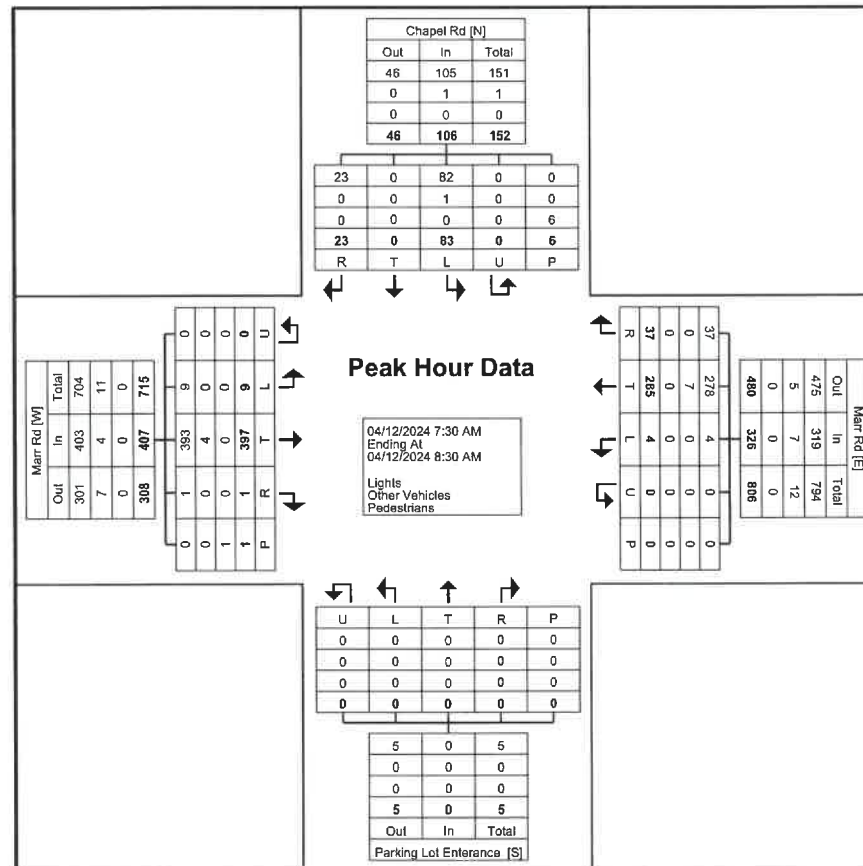 Chapel Rd [N]
Out In Total
46 105 151
0 1 1
0 0 0
46 106 152
23 0 82 0 0
0 0 1 0 0
0 0 0 0 6
23 0 83 0 6
R T L U P
Marr Rd [W]
Total In Out
704 403 301
11 4 7
0 0 0
715 407 308
0 9 393 1 0
0 0 4 0 0
0 0 0 0 1
0 9 397 1 1
U L T R P
Peak Hour Data
04/12/2024 7:30 AM
Ending At
04/12/2024 8:30 AM
Lights
Other Vehicles
Pedestrians
R T L U P
37 285 4 0 0
0 0 0 0 0
0 7 0 0 0
37 278 4 0 0
480 326 806
0 0 0
5 7 12
475 319 794
Out In Total
Marr Rd [E]
U L T R P
0 0 0 0 0
0 0 0 0 0
0 0 0 0 0
0 0 0 0 0
5 0 5
0 0 0
0 0 0
5 0 5
Out In Total
Parking Lot Enterance [S]